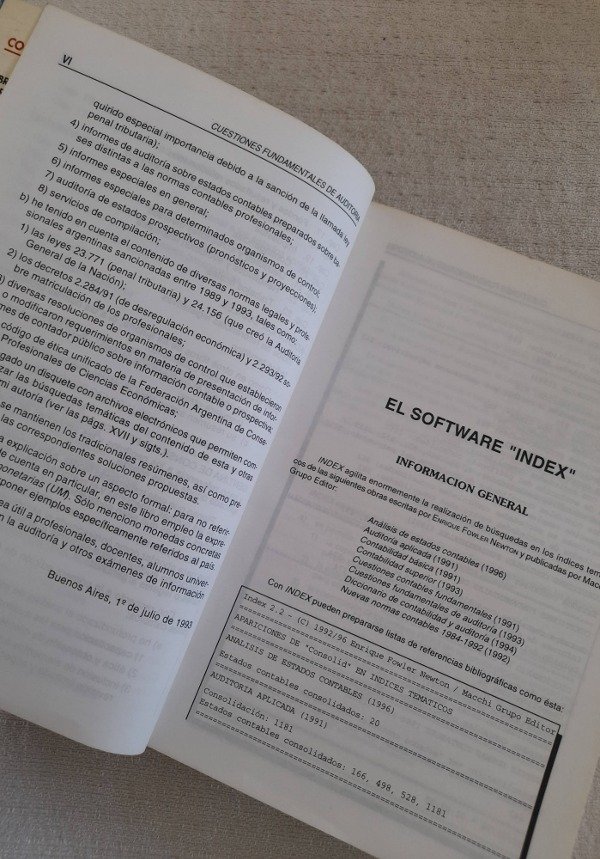 CO
VI
CUESTIONES FUNDAMENTALES DE AUDITORIA
quirido especial importancia debido a la sanción de la llamada ley
penal tributaria);
4) informes de auditoría sobre estados contables preparados sobre ba-
ses distintas a las normas contables profesionales;
5) informes especiales en general;
6) informes especiales para determinados organismos de control;
7) auditoría de estados prospectivos (pronósticos y proyecciones);
8) servicios de compilación;
b) he tenido en cuenta el contenido de diversas normas legales y profe-
sionales argentinas sancionadas entre 1989 y 1993, tales como:
1) las leyes 23.771 (penal tributaria) y 24.156 (que creó la Auditoría
General de la Nación);
2) los decretos 2.284/91 (de desregulación económica) y 2.293/92 so-
bre matriculación de los profesionales;
) diversas resoluciones de organismos de control que establecieron
o modificaron requerimientos en materia de presentación de infor-
mes de contador público sobre información contable o prospectiva;
código de ética unificado de la Federación Argentina de Conse
Profesionales de Ciencias Económicas;
gado un disquete con archivos electrónicos que permiten com-
zar las búsquedas temáticas del contenido de esta y otras
mi autoría (ver las págs. XVII y sigts.).
se mantienen los tradicionales resúmenes, así como pre-
las correspondientes soluciones propuestas.
a explicación sobre un aspecto formal: para no referir-
de cuenta en particular, en este libro empleo la expre-
monetarias (UM). Sólo menciono monedas concretas
poner ejemplos específicamente referidos al país.
ea útil a profesionales, docentes, alumnos univer-
n la auditoría y otros exámenes de información
Buenos Aires, 1º de julio de 1993
EL SOFTWARE "INDEX"
INFORMACION GENERAL
INDEX agiliza enormemente la realización de búsquedas en los índices tem
cos de las siguientes obras escritas por ENRIQUE FOWLER NEWTON y publicadas por Macc
Grupo Editor:
Análisis de estados contables (1996)
Auditoría aplicada (1991)
Contabilidad básica (1991)
Contabilidad superior (1993)
Cuestiones contables fundamentales (1991)
Cuestiones fundamentales de auditoría (1993)
Diccionario de contabilidad y auditoría (1994)
Nuevas normas contables 1984-1992 (1992)
Con INDEX pueden prepararse listas de referencias bibliográficas como ésta:
Index 2.2 - (C) 1992/96 Enrique Fowler Newton / Macchi Grupo Editor
APARICIONES DE "Consolid" EN INDICES TEMATICOS
ANALISIS DE ESTADOS CONTABLES (1996)
Estados contables consolidados: 20
AUDITORIA APLICADA (1991)
Consolidación: 1181
Estados contables consolidados: 166, 498, 528, 1181